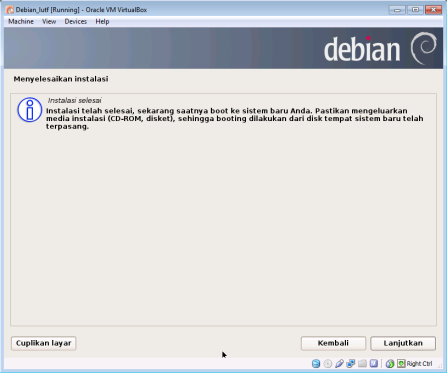 Debian_lutf [Running] - Oracle VM VirtualBox
Machine View Devices Help
debian
Menyelesaikan instalasi
Instalasi selesai
Instalasi telah selesai, sekarang saatnya boot ke sistem baru Anda. Pastikan mengeluarkan
media instalasi (CD-ROM, disket), sehingga booting dilakukan dari disk tempat sistem baru telah
terpasang.
Cuplikan layar Kembali Lanjutkan
Right Ctrl